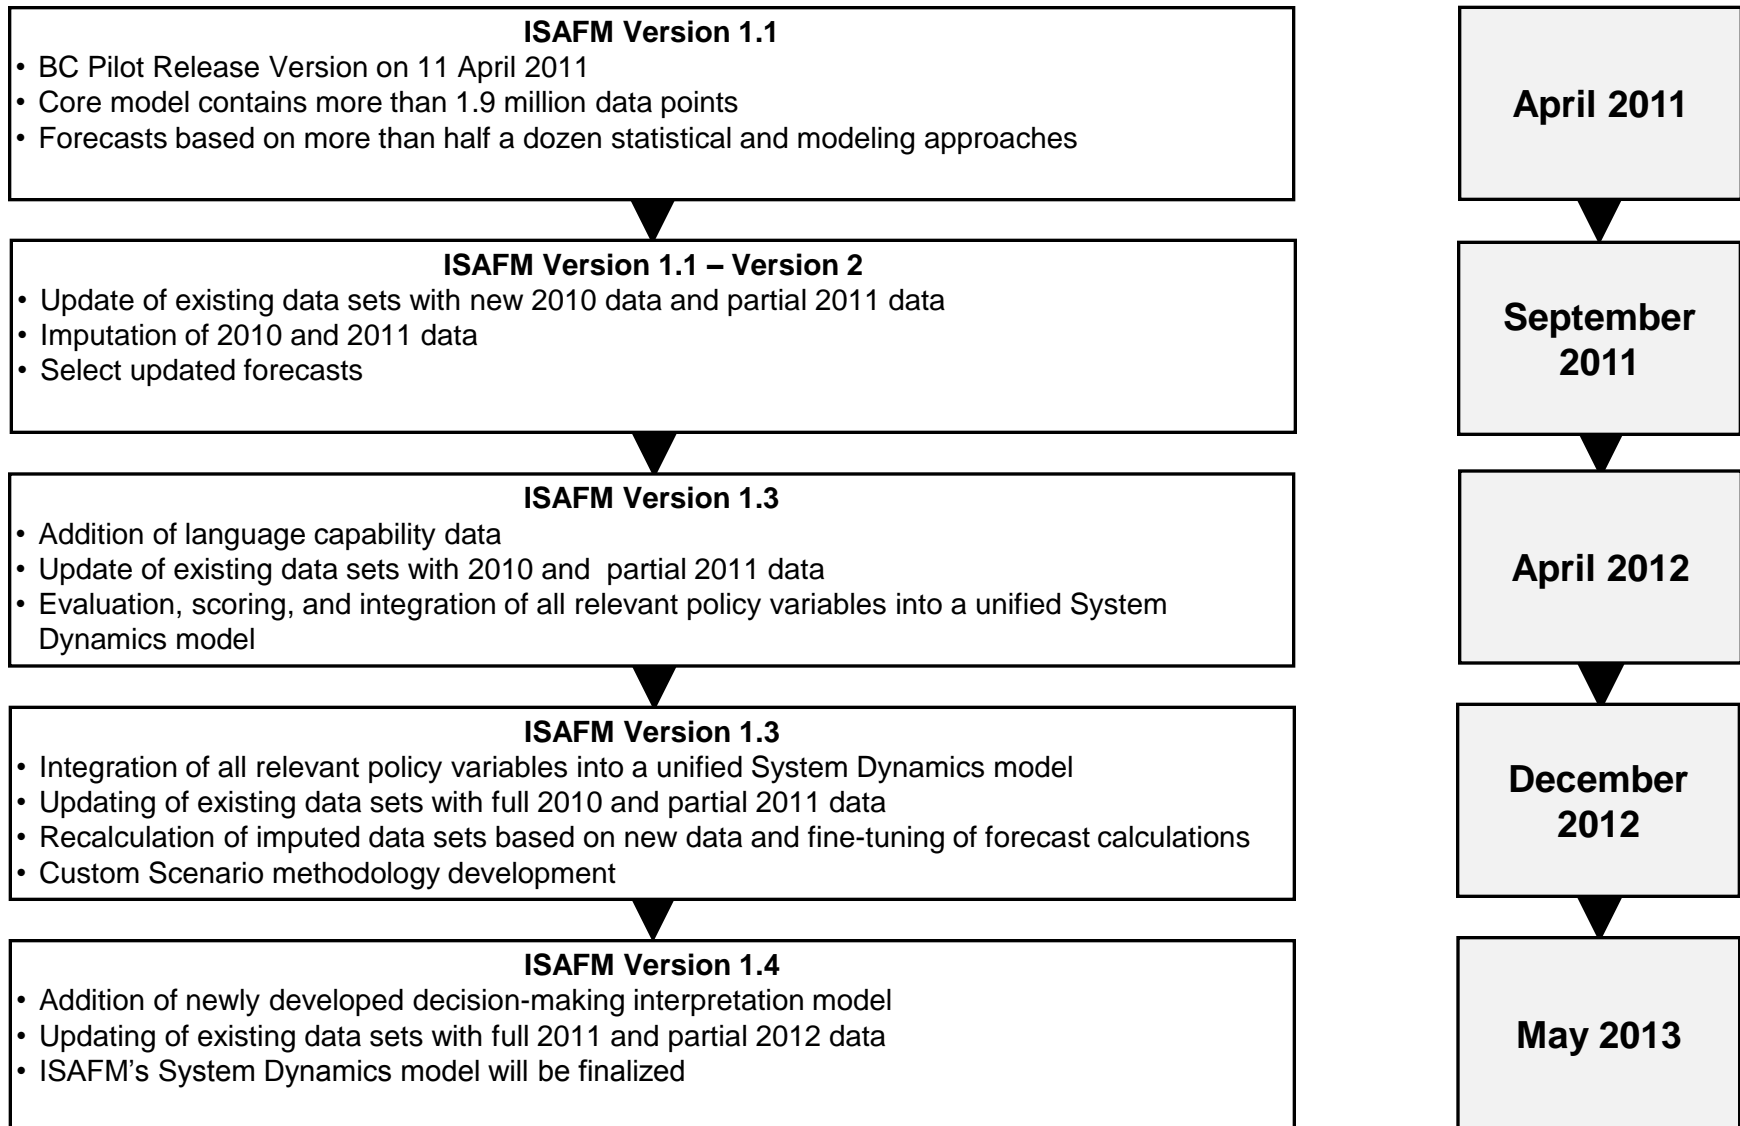 ISAFM Version 1.1
• BC Pilot Release Version on 11 April 2011
• Core model contains more than 1.9 million data points
• Forecasts based on more than half a dozen statistical and modeling approaches
April 2011
ISAFM Version 1.1 – Version 2
• Update of existing data sets with new 2010 data and partial 2011 data
• Imputation of 2010 and 2011 data
• Select updated forecasts
September
2011
ISAFM Version 1.3
• Addition of language capability data
• Update of existing data sets with 2010 and  partial 2011 data
• Evaluation, scoring, and integration of all relevant policy variables into a unified System
Dynamics model
April 2012
ISAFM Version 1.3
• Integration of all relevant policy variables into a unified System Dynamics model
• Updating of existing data sets with full 2010 and partial 2011 data
• Recalculation of imputed data sets based on new data and fine-tuning of forecast calculations
• Custom Scenario methodology development
December
2012
ISAFM Version 1.4
• Addition of newly developed decision-making interpretation model
• Updating of existing data sets with full 2011 and partial 2012 data
• ISAFM’s System Dynamics model will be finalized
May 2013